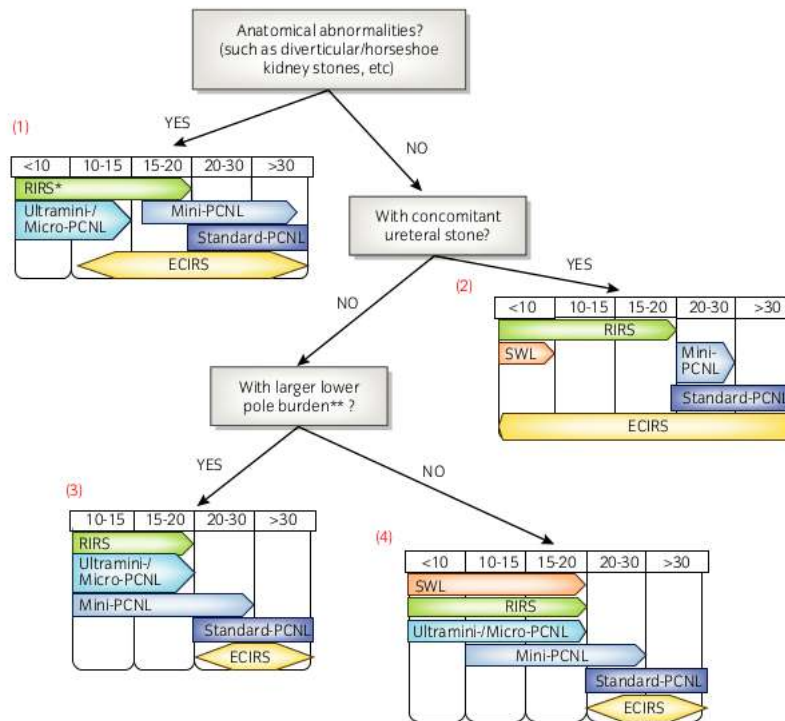 Anatomical abnormalities?
(such as diverticular/horseshoe
kidney stones, etc)
YES
NO
(1)
<10 10-15 15-20 20-30 >30
RIRS*
Ultramini-/
Micro-PCNL
Mini-PCNL
Standard-PCNL
ECIRS
With concomitant
ureteral stone?
YES
NO
(2)
<10 10-15 15-20 20-30 >30
RIRS
SWL
Mini-
PCNL
Standard-PCNL
ECIRS
With larger lower
pole burden** ?
YES
NO
(3)
10-15 15-20 20-30 >30
RIRS
Ultramini-/
Micro-PCNL
Mini-PCNL
Standard-PCNL
ECIRS
(4)
<10 10-15 15-20 20-30 >30
SWL
RIRS
Ultramini-/Micro-PCNL
Mini-PCNL
Standard-PCNL
ECIRS